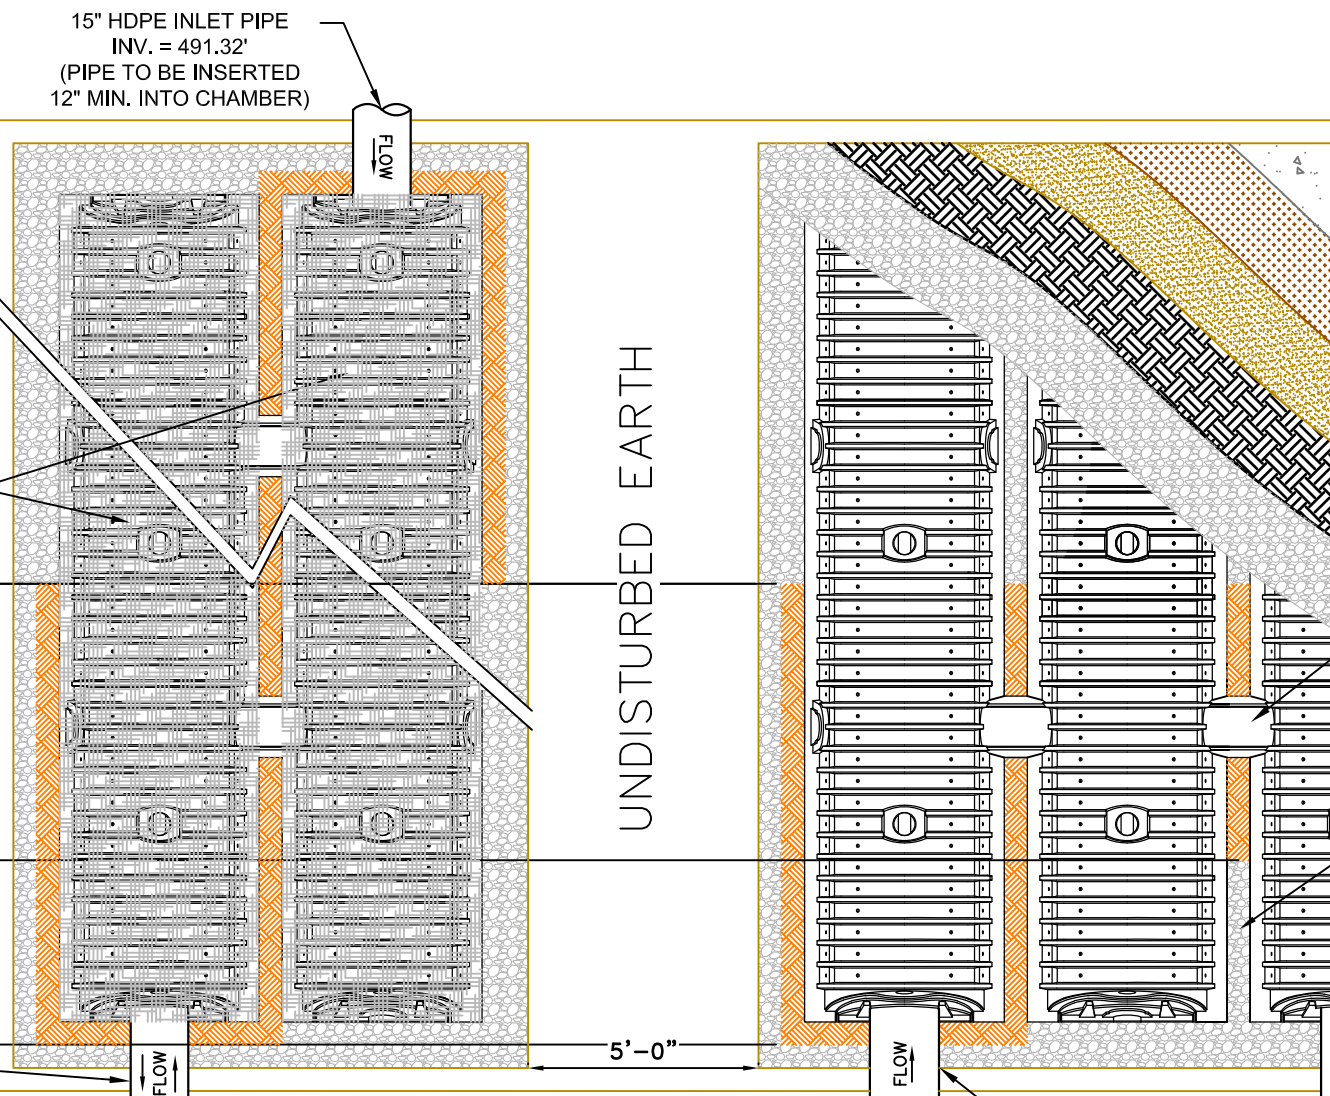 15" HDPE INLET PIPE
INV. = 491.32'
(PIPE TO BE INSERTED
12" MIN. INTO CHAMBER)
FLOW
UNDISTURBED EARTH
5'-0"
FLOW
FLOW